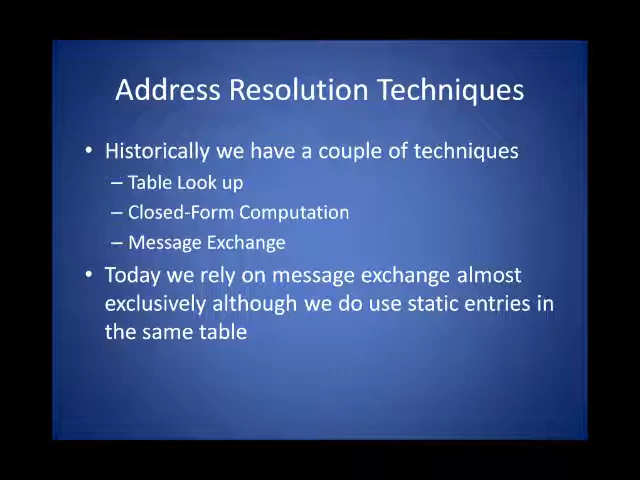 Address Resolution Techniques
• Historically we have a couple of techniques
– Table Look up
– Closed-Form Computation
– Message Exchange
• Today we rely on message exchange almost
exclusively although we do use static entries in
the same table